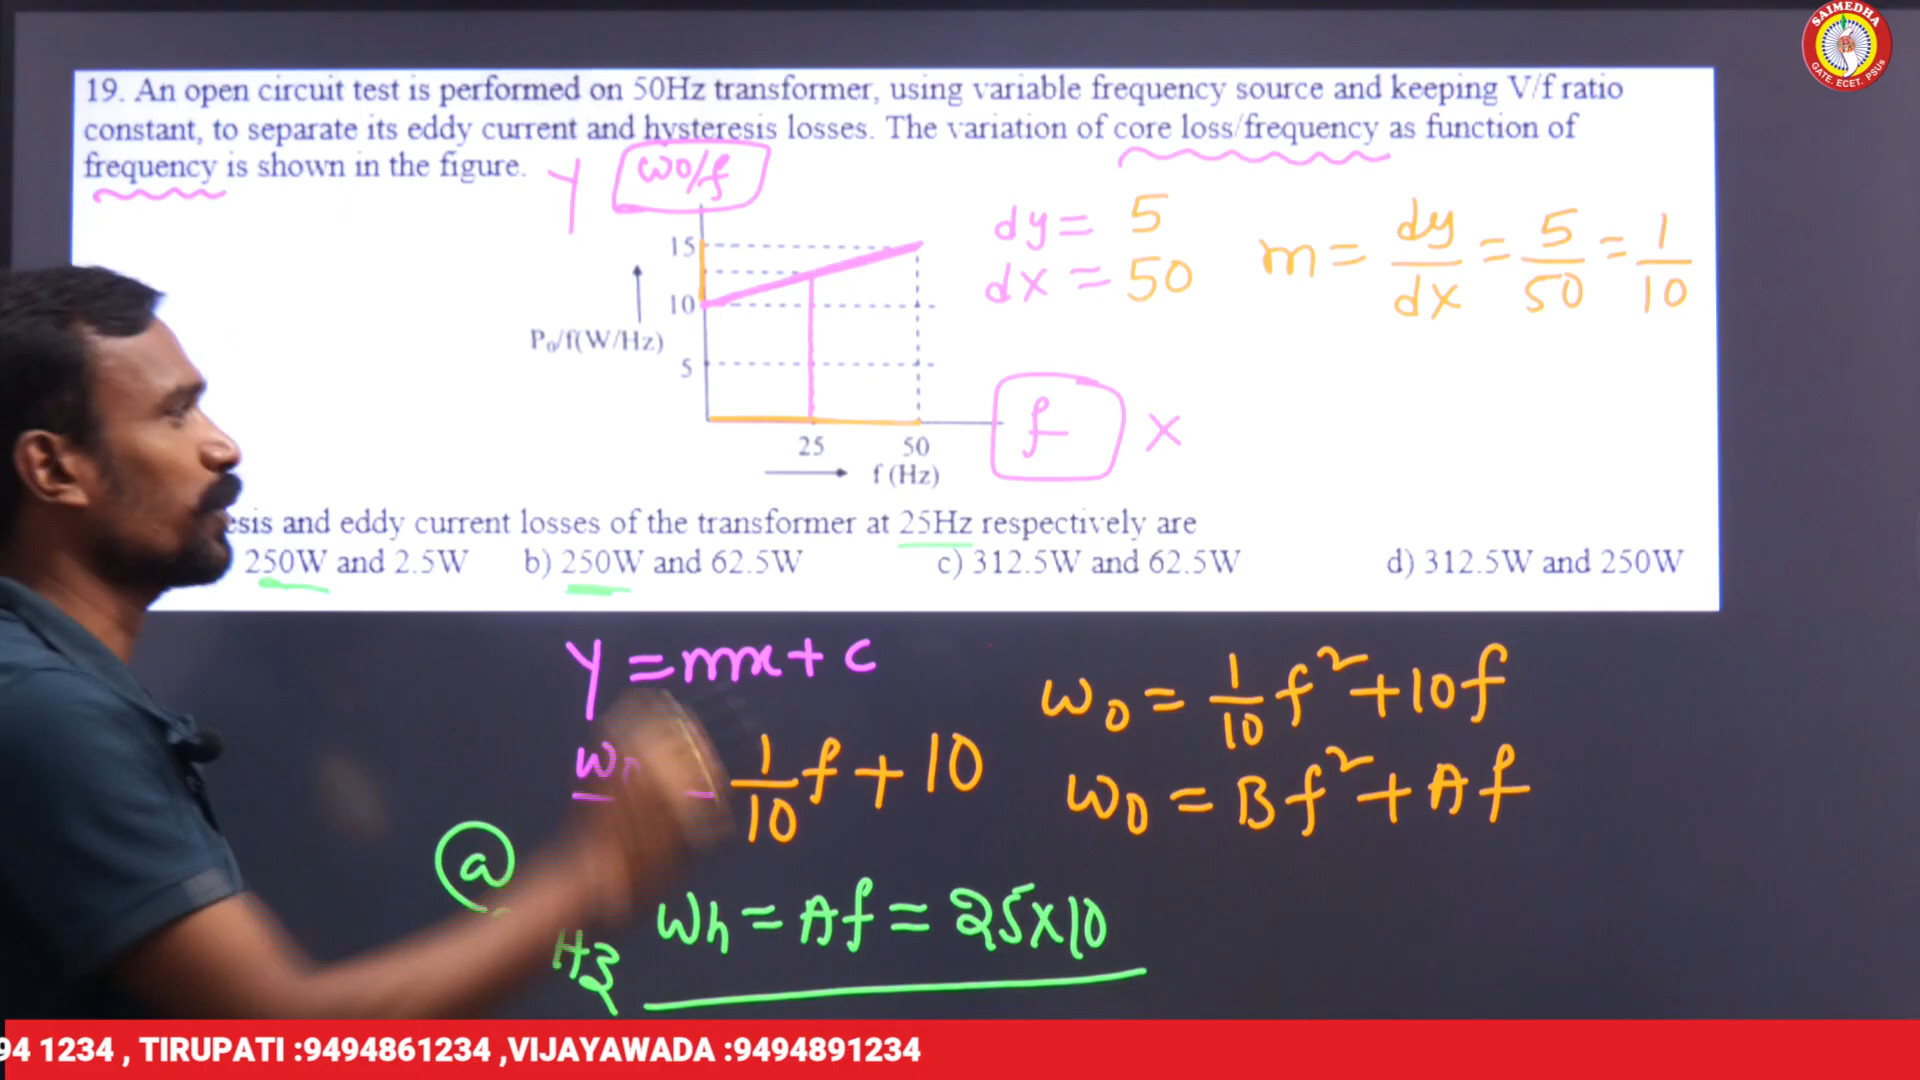 SAIMEDHA
GATE. ECET. PSUs
19. An open circuit test is performed on 50Hz transformer, using variable frequency source and keeping V/f ratio
constant, to separate its eddy current and hysteresis losses. The variation of core loss/frequency as function of
frequency is shown in the figure.
Y
wo/f
15
10
5
P₀/f(W/Hz)
25
50
f (Hz)
f
x
dy = 5
dx = 50
m = dy/dx = 5/50 = 1/10
esis and eddy current losses of the transformer at 25Hz respectively are
250W and 2.5W b) 250W and 62.5W c) 312.5W and 62.5W d) 312.5W and 250W
y = mx + c
1/10 f + 10
W₀ = 1/10 f² + 10f
W₀ = Bf² + Af
@
Hz
Wh = Af = 25×10
94 1234 , TIRUPATI :9494861234 ,VIJAYAWADA :9494891234